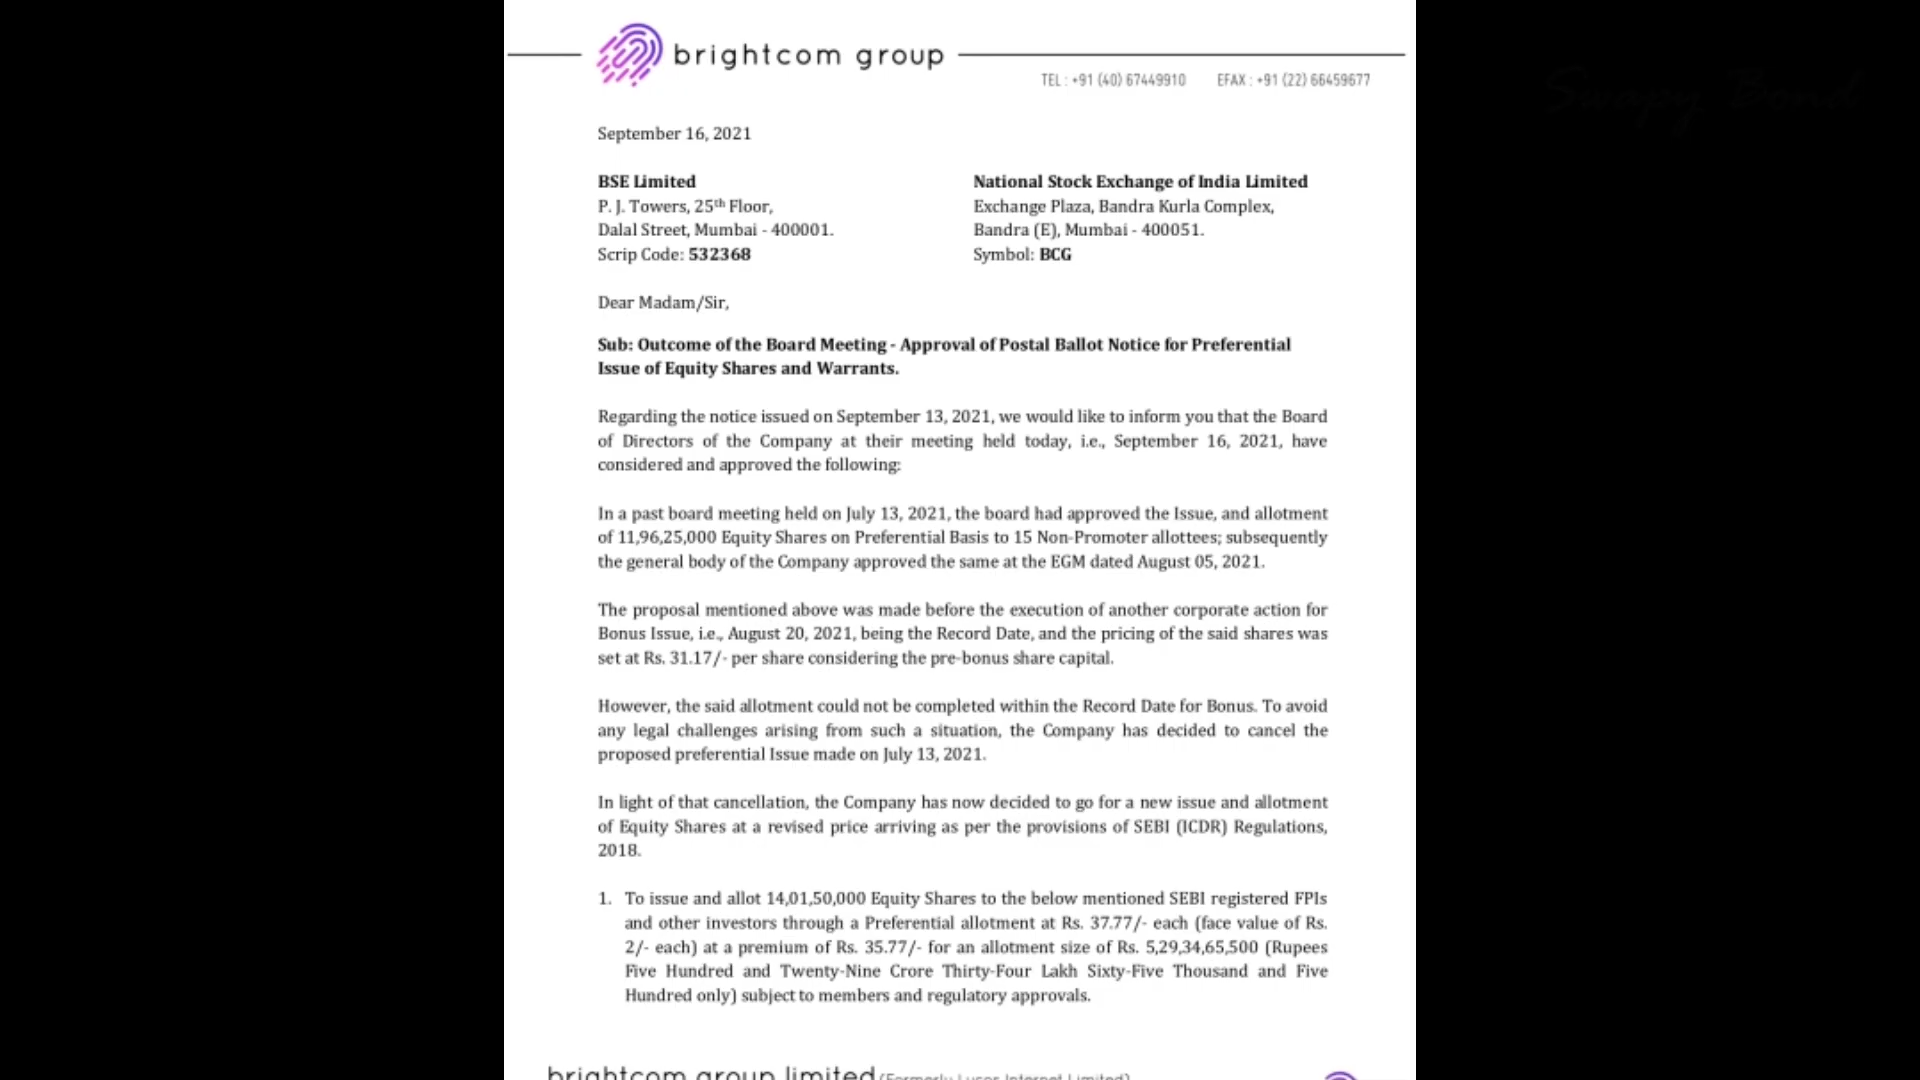 brightcom group
TEL : +91 (40) 67449910 EFAX : +91 (22) 66459677
Swapy Bond
September 16, 2021
BSE Limited
P. J. Towers, 25th Floor,
Dalal Street, Mumbai - 400001.
Scrip Code: 532368
National Stock Exchange of India Limited
Exchange Plaza, Bandra Kurla Complex,
Bandra (E), Mumbai - 400051.
Symbol: BCG
Dear Madam/Sir,
Sub: Outcome of the Board Meeting - Approval of Postal Ballot Notice for Preferential
Issue of Equity Shares and Warrants.
Regarding the notice issued on September 13, 2021, we would like to inform you that the Board
of Directors of the Company at their meeting held today, i.e., September 16, 2021, have
considered and approved the following:
In a past board meeting held on July 13, 2021, the board had approved the Issue, and allotment
of 11,96,25,000 Equity Shares on Preferential Basis to 15 Non-Promoter allottees; subsequently
the general body of the Company approved the same at the EGM dated August 05, 2021.
The proposal mentioned above was made before the execution of another corporate action for
Bonus Issue, i.e., August 20, 2021, being the Record Date, and the pricing of the said shares was
set at Rs. 31.17/- per share considering the pre-bonus share capital.
However, the said allotment could not be completed within the Record Date for Bonus. To avoid
any legal challenges arising from such a situation, the Company has decided to cancel the
proposed preferential Issue made on July 13, 2021.
In light of that cancellation, the Company has now decided to go for a new issue and allotment
of Equity Shares at a revised price arriving as per the provisions of SEBI (ICDR) Regulations,
2018.
1. To issue and allot 14,01,50,000 Equity Shares to the below mentioned SEBI registered FPIs
and other investors through a Preferential allotment at Rs. 37.77/- each (face value of Rs.
2/- each) at a premium of Rs. 35.77/- for an allotment size of Rs. 5,29,34,65,500 (Rupees
Five Hundred and Twenty-Nine Crore Thirty-Four Lakh Sixty-Five Thousand and Five
Hundred only) subject to members and regulatory approvals.
brightcom group limited (Formerly Lycos Internet Limited)